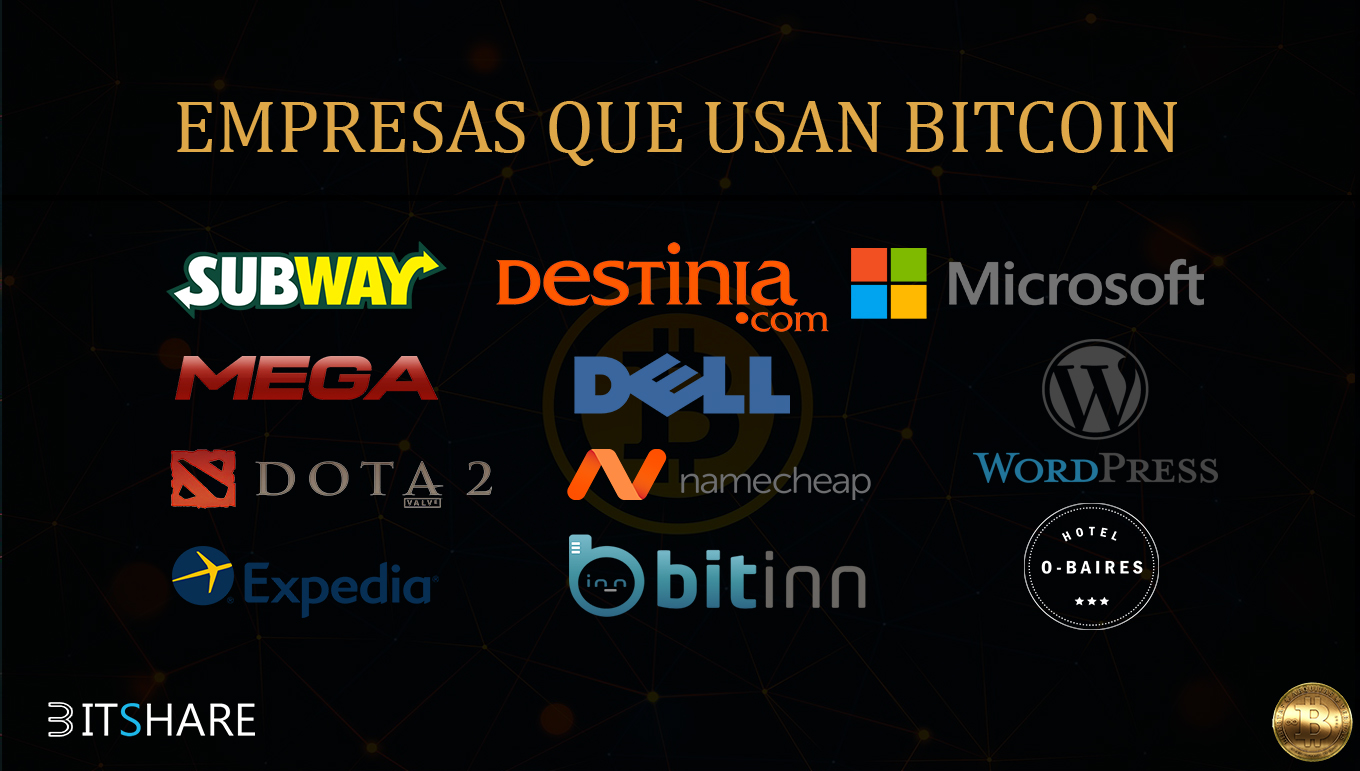 EMPRESAS QUE USAN BITCOIN
SUBWAY
DESTINIA
.com
Microsoft
MEGA
DELL
WORDPRESS
DOTA 2
VALVE
namecheap
Expedia®
inn
bitinn
HOTEL
O-BAIRES
BITSHARE